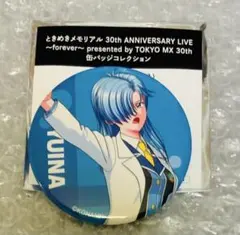 ときめきメモリアル 30th ANNIVERSARY LIVE
～forever～ presented by TOKYO MX 30th
缶バッジコレクション
YUINA